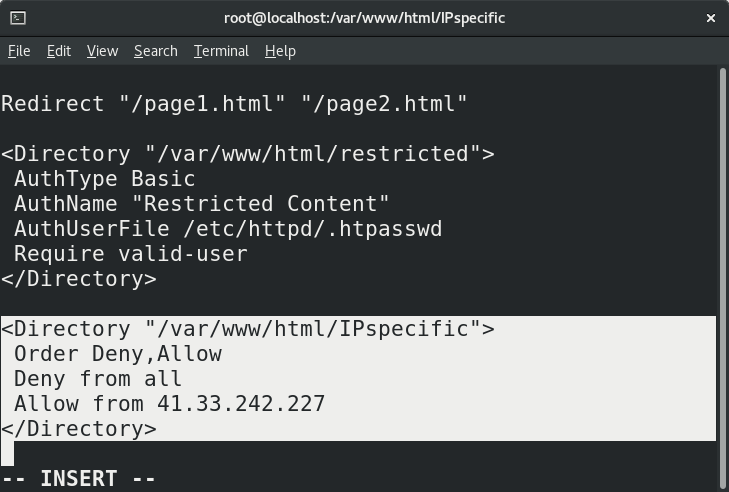 root@localhost:/var/www/html/IPspecific
File Edit View Search Terminal Help
Redirect "/page1.html" "/page2.html"
<Directory "/var/www/html/restricted">
AuthType Basic
AuthName "Restricted Content"
AuthUserFile /etc/httpd/.htpasswd
Require valid-user
</Directory>
<Directory "/var/www/html/IPspecific">
Order Deny,Allow
Deny from all
Allow from 41.33.242.227
</Directory>
-- INSERT --